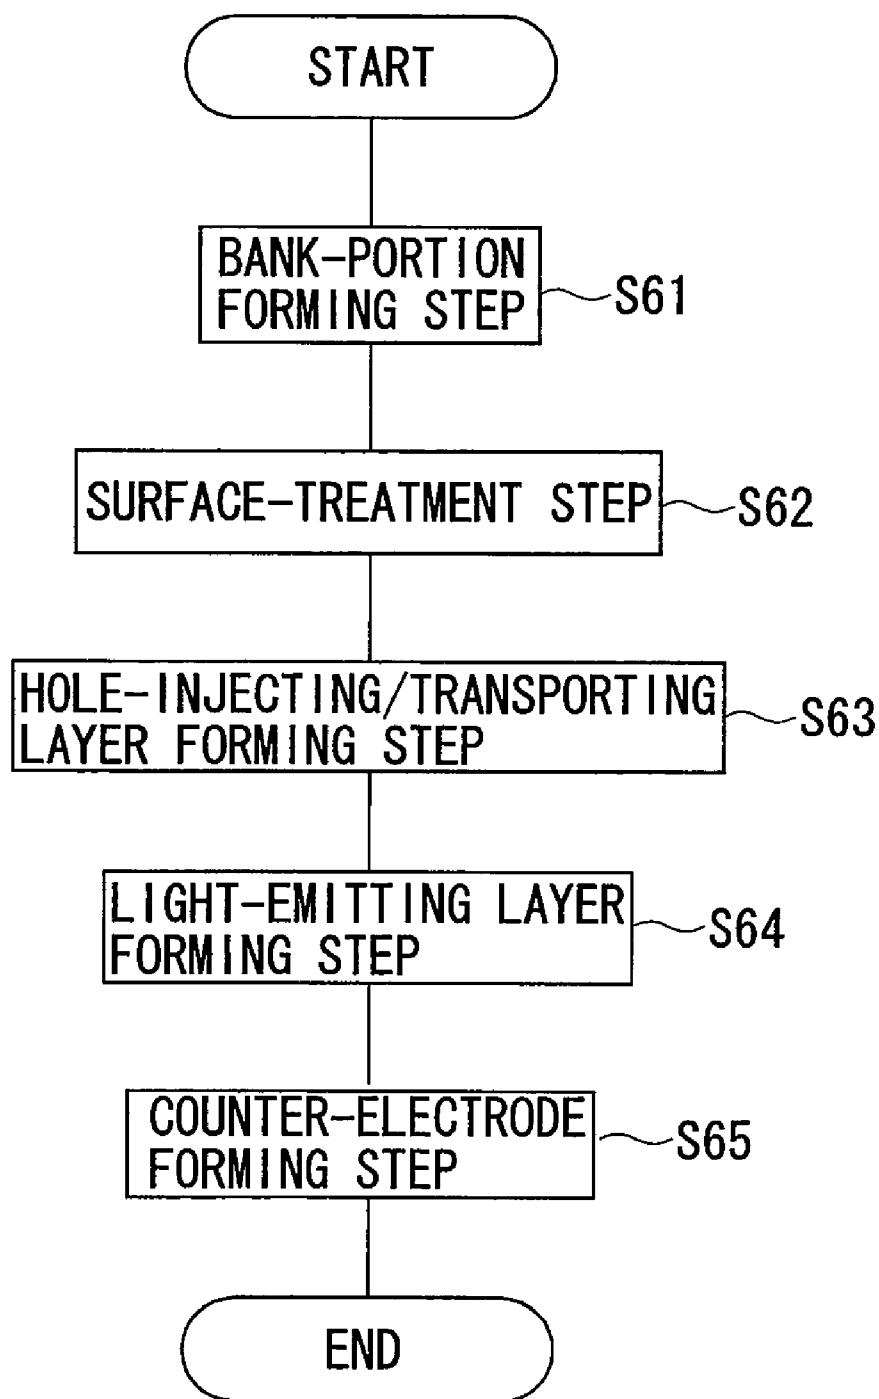 START
BANK-PORTION
FORMING STEP
S61
SURFACE-TREATMENT STEP
S62
HOLE-INJECTING/TRANSPORTING
LAYER FORMING STEP
S63
LIGHT-EMITTING LAYER
FORMING STEP
S64
COUNTER-ELECTRODE
FORMING STEP
S65
END